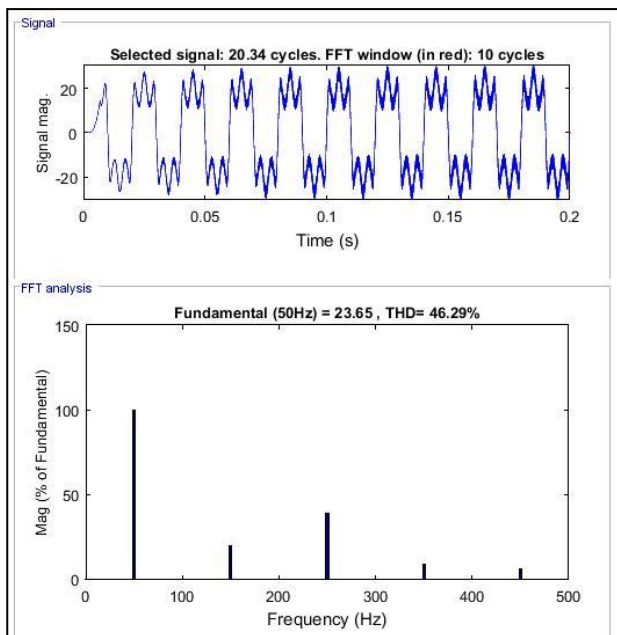 Signal
Selected signal: 20.34 cycles. FFT window (in red): 10 cycles
20
0
-20
Signal mag.
0
0.05
0.1
0.15
0.2
Time (s)
FFT analysis
Fundamental (50Hz) = 23.65 , THD= 46.29%
150
100
50
0
Mag (% of Fundamental)
0
100
200
300
400
500
Frequency (Hz)